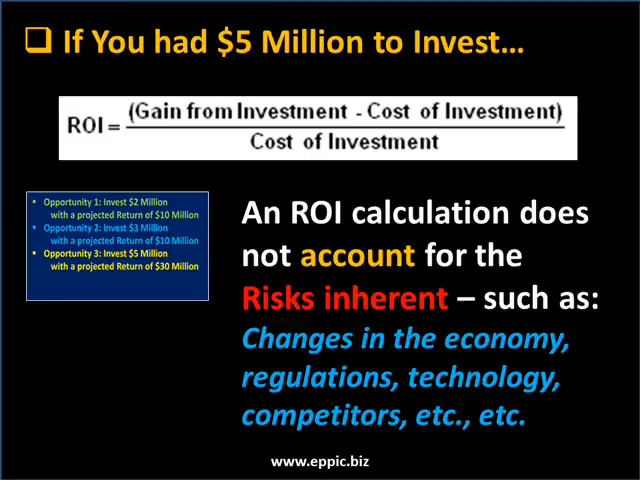 ❑ If You had $5 Million to Invest…
ROI = (Gain from Investment - Cost of Investment)
Cost of Investment
▪ Opportunity 1: Invest $2 Million
with a projected Return of $10 Million
▪ Opportunity 2: Invest $3 Million
with a projected Return of $10 Million
▪ Opportunity 3: Invest $5 Million
with a projected Return of $30 Million
An ROI calculation does
not account for the
Risks inherent – such as:
Changes in the economy,
regulations, technology,
competitors, etc., etc.
www.eppic.biz